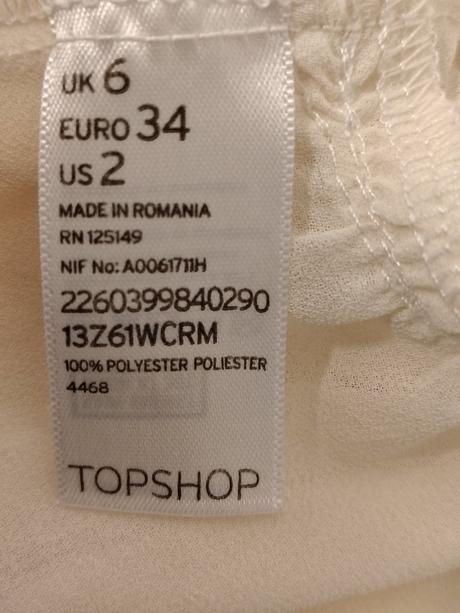 UK 6
EURO 34
US 2
MADE IN ROMANIA
RN 125149
NIF No: A0061711H
2260399840290
13Z61WCRM
100% POLYESTER POLIESTER
4468
TOPSHOP